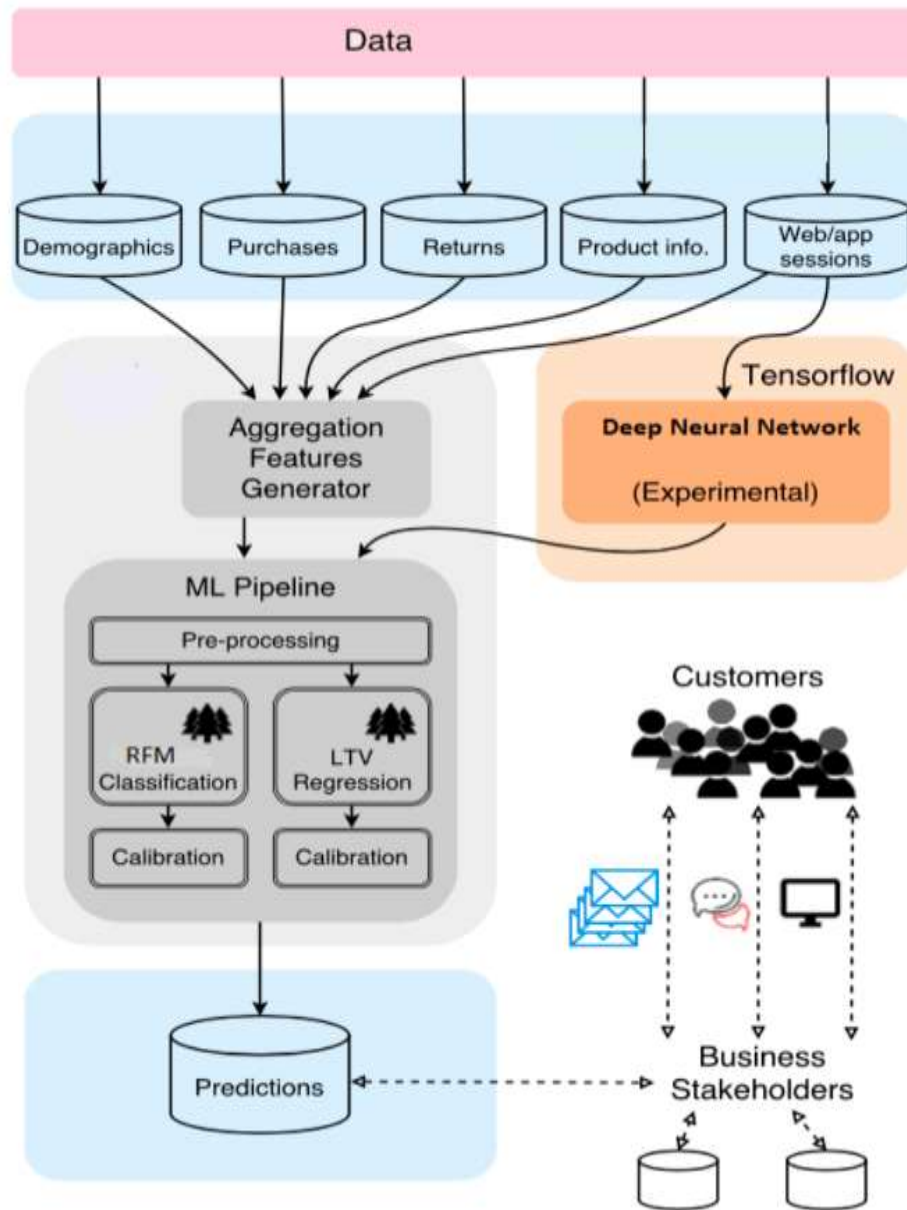 Data
Demographics
Purchases
Returns
Product info.
Web/app
sessions
Tensorflow
Aggregation
Features
Generator
Deep Neural Network
(Experimental)
ML Pipeline
Pre-processing
RFM
Classification
LTV
Regression
Calibration
Calibration
Customers
Predictions
Business
Stakeholders